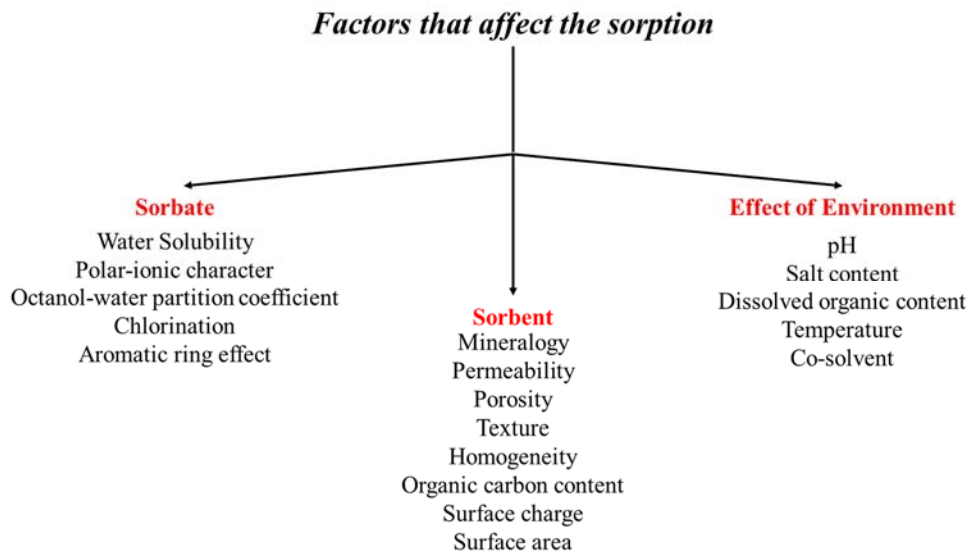 Factors that affect the sorption
Sorbate
Water Solubility
Polar-ionic character
Octanol-water partition coefficient
Chlorination
Aromatic ring effect
Sorbent
Mineralogy
Permeability
Porosity
Texture
Homogeneity
Organic carbon content
Surface charge
Surface area
Effect of Environment
pH
Salt content
Dissolved organic content
Temperature
Co-solvent